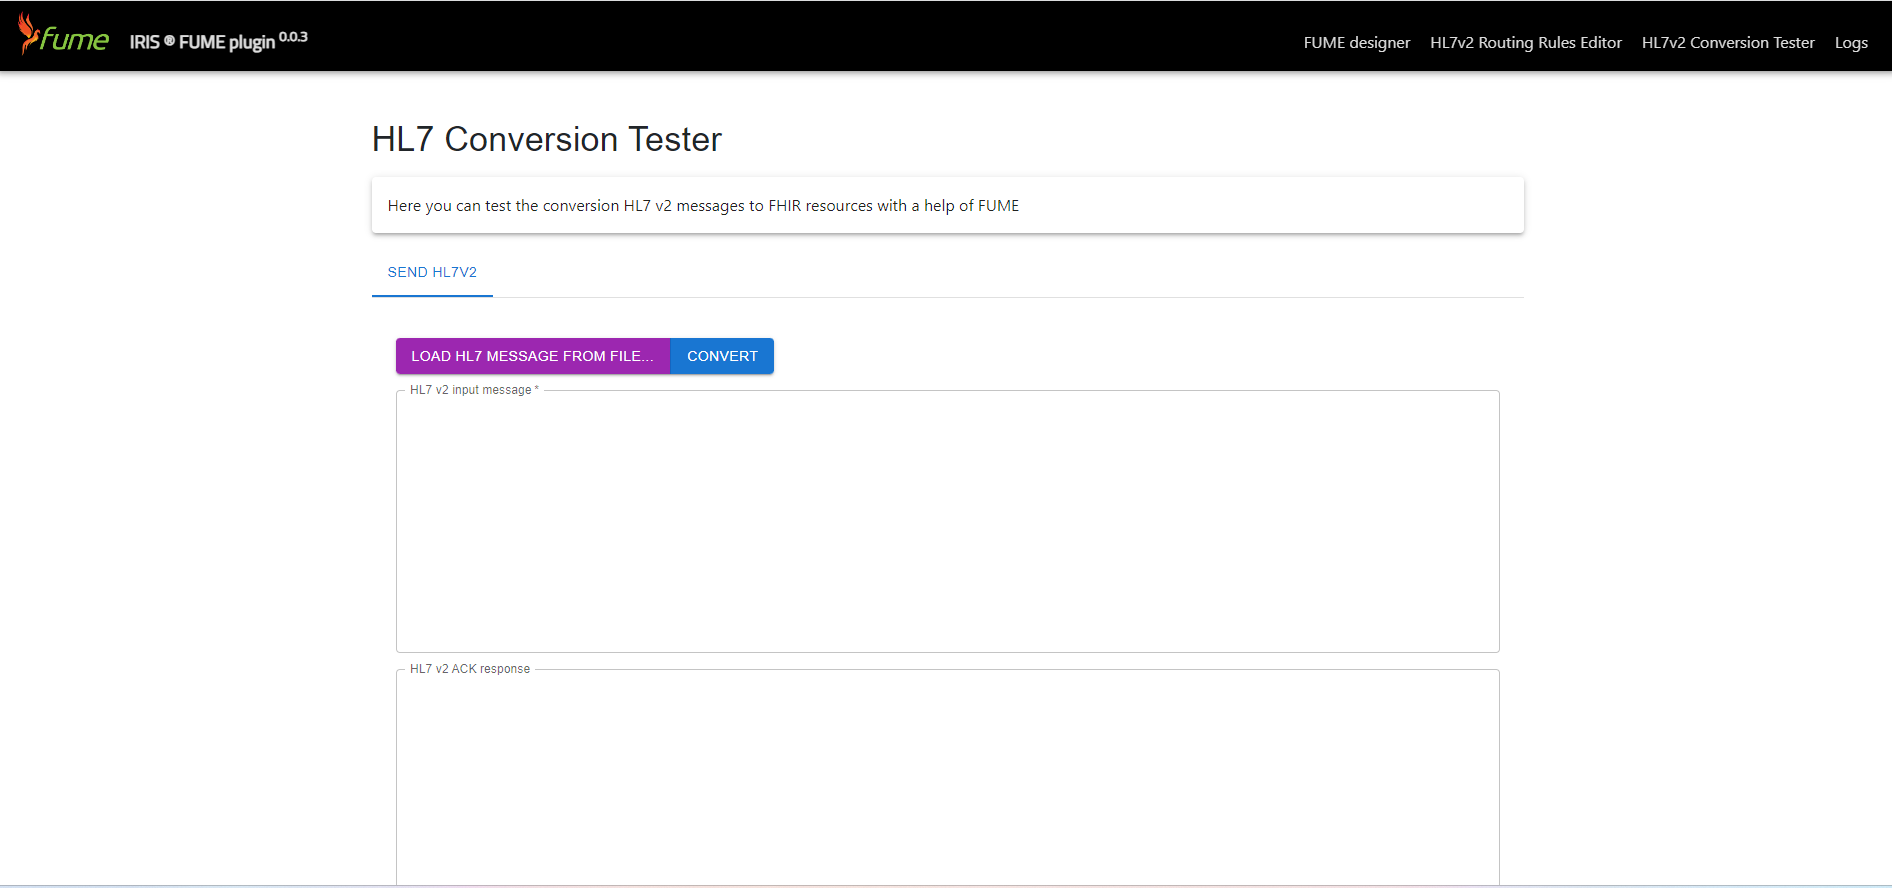 fume IRIS ® FUME plugin 0.0.3
FUME designer HL7v2 Routing Rules Editor HL7v2 Conversion Tester Logs
HL7 Conversion Tester
Here you can test the conversion HL7 v2 messages to FHIR resources with a help of FUME
SEND HL7V2
LOAD HL7 MESSAGE FROM FILE... CONVERT
HL7 v2 input message *
HL7 v2 ACK response